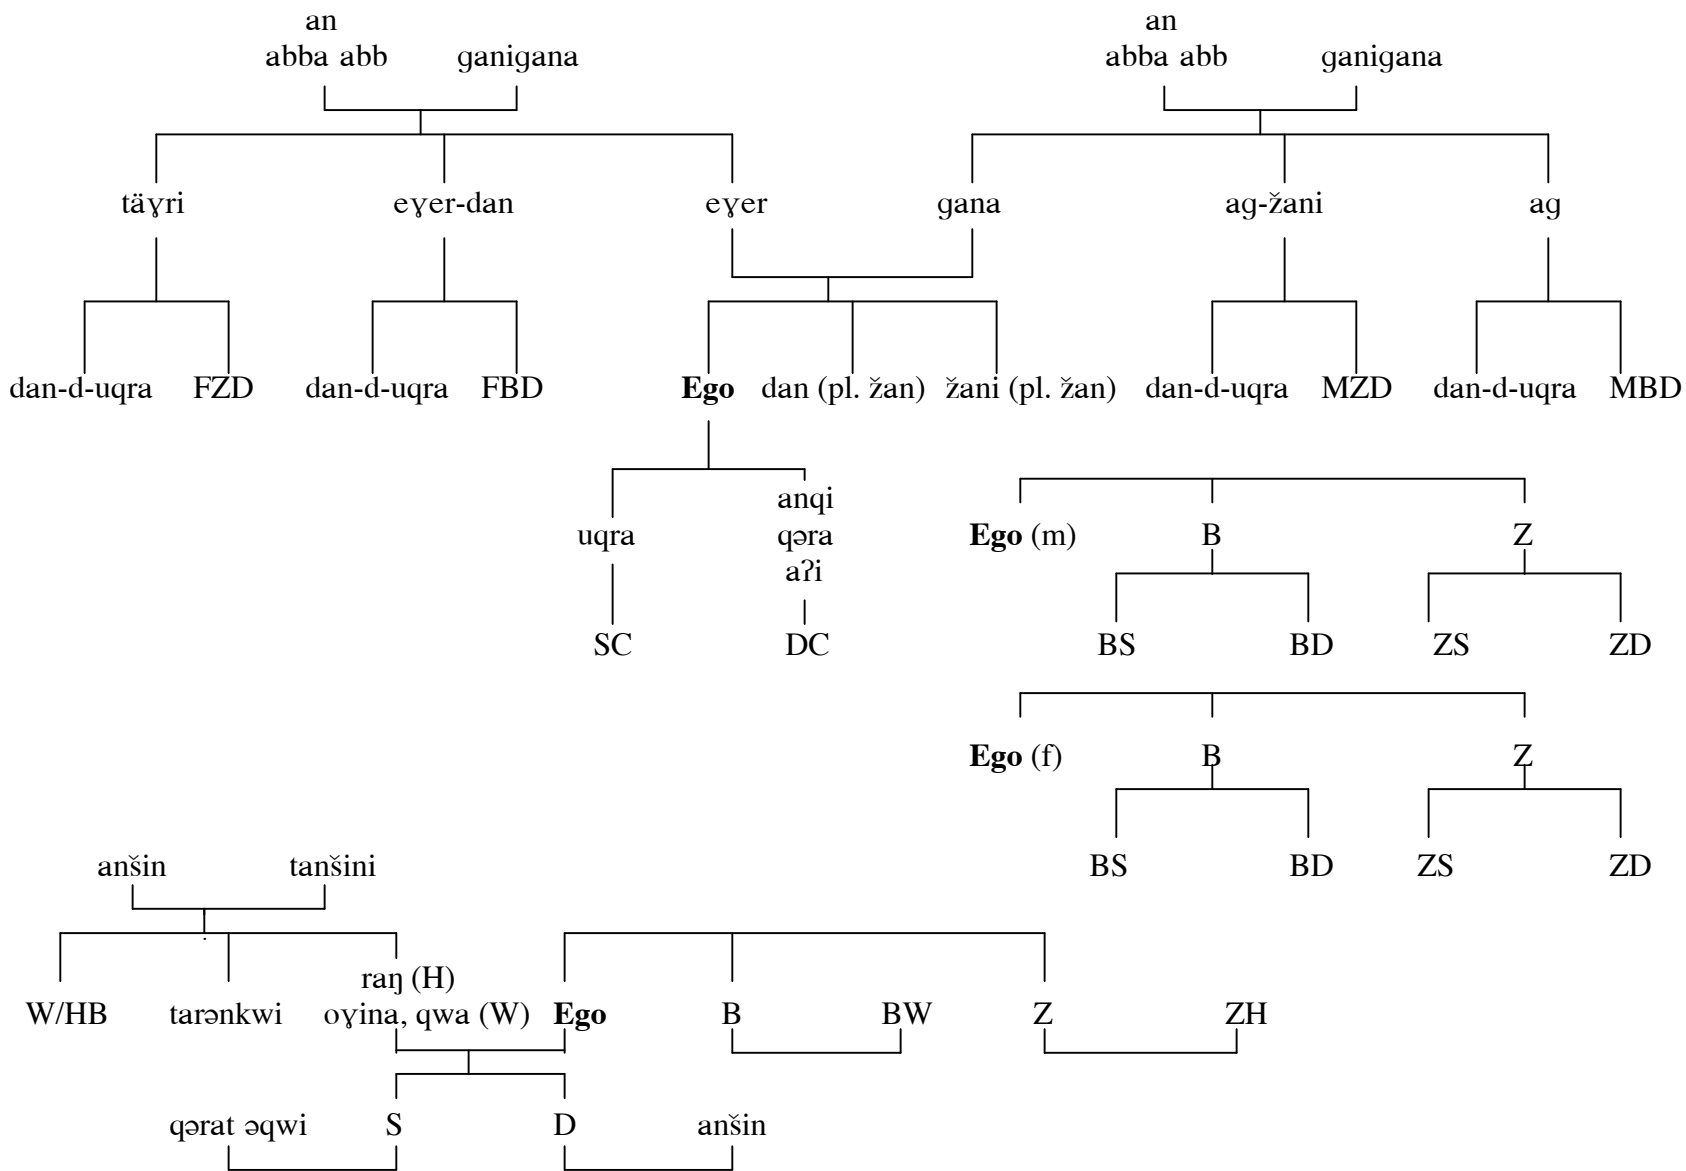 an an
abba abb ganigana abba abb ganigana
täɣri eɣer-dan eɣer gana ag-žani ag
dan-d-uqra FZD dan-d-uqra FBD Ego dan (pl. žan) žani (pl. žan) dan-d-uqra MZD dan-d-uqra MBD
anqi
uqra qəra Ego (m) B Z
aʔi
SC DC BS BD ZS ZD
Ego (f) B Z
anšin tanšini BS BD ZS ZD
raŋ (H)
W/HB tarənkwi oɣina, qwa (W) Ego B BW Z ZH
qərat əqwi S D anšin